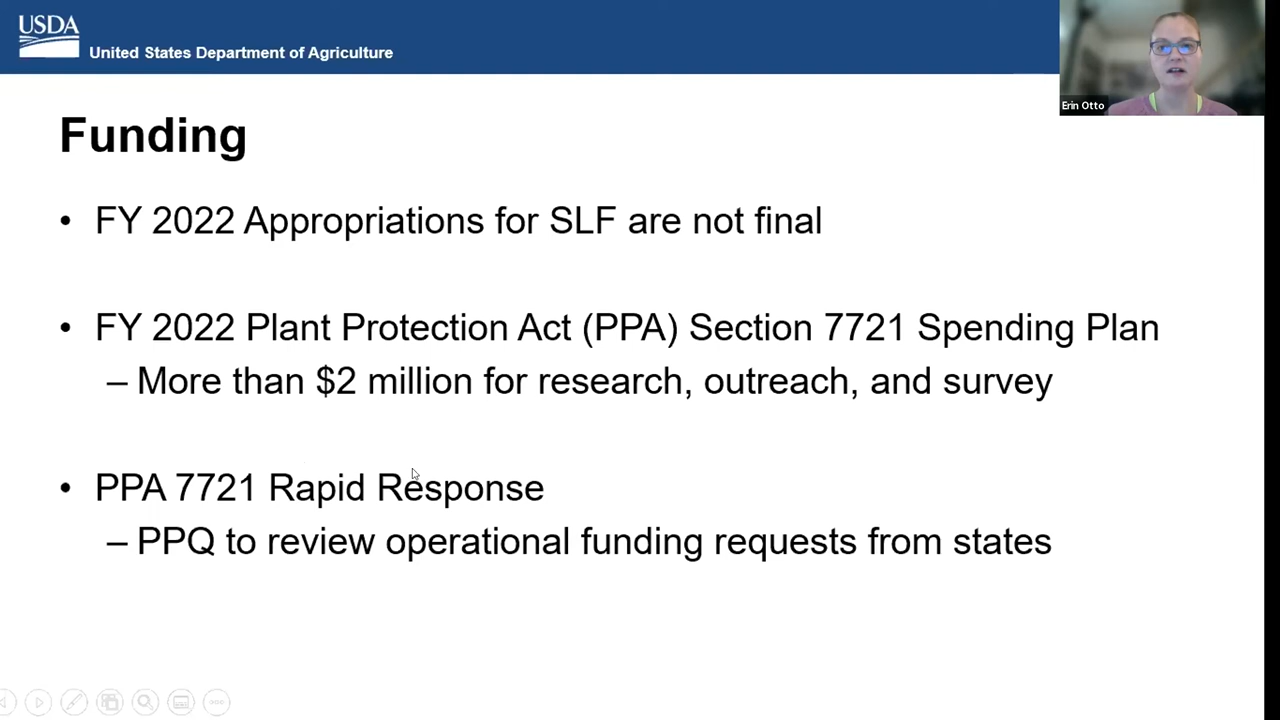 USDA
United States Department of Agriculture
Erin Otto
Funding
• FY 2022 Appropriations for SLF are not final
• FY 2022 Plant Protection Act (PPA) Section 7721 Spending Plan
– More than $2 million for research, outreach, and survey
• PPA 7721 Rapid Response
– PPQ to review operational funding requests from states